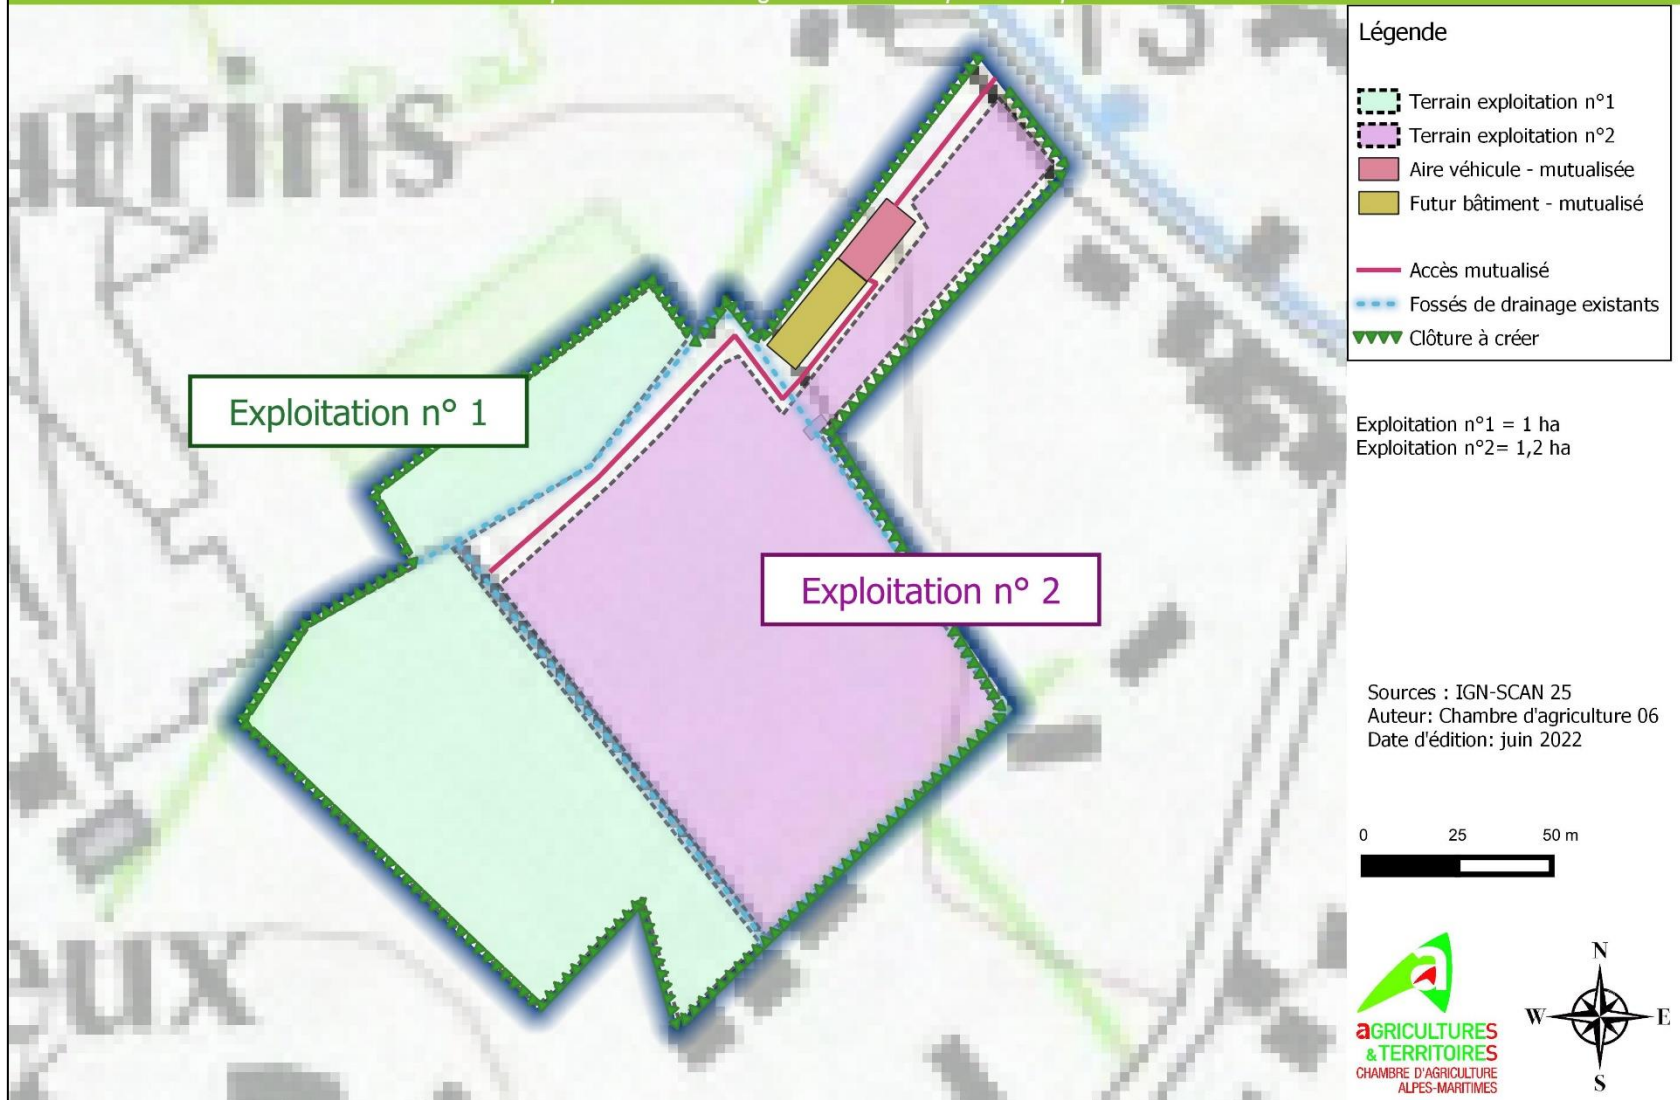 Légende
Terrain exploitation n°1
Terrain exploitation n°2
Aire véhicule - mutualisée
Futur bâtiment - mutualisé
Accès mutualisé
Fossés de drainage existants
Clôture à créer
Exploitation n° 1
Exploitation n° 2
Exploitation n°1 = 1 ha
Exploitation n°2= 1,2 ha
Sources : IGN-SCAN 25
Auteur: Chambre d'agriculture 06
Date d'édition: juin 2022
0 25 50 m
aGRICULTURES
& TERRITOIRES
CHAMBRE D'AGRICULTURE
ALPES-MARITIMES
N
W E
S